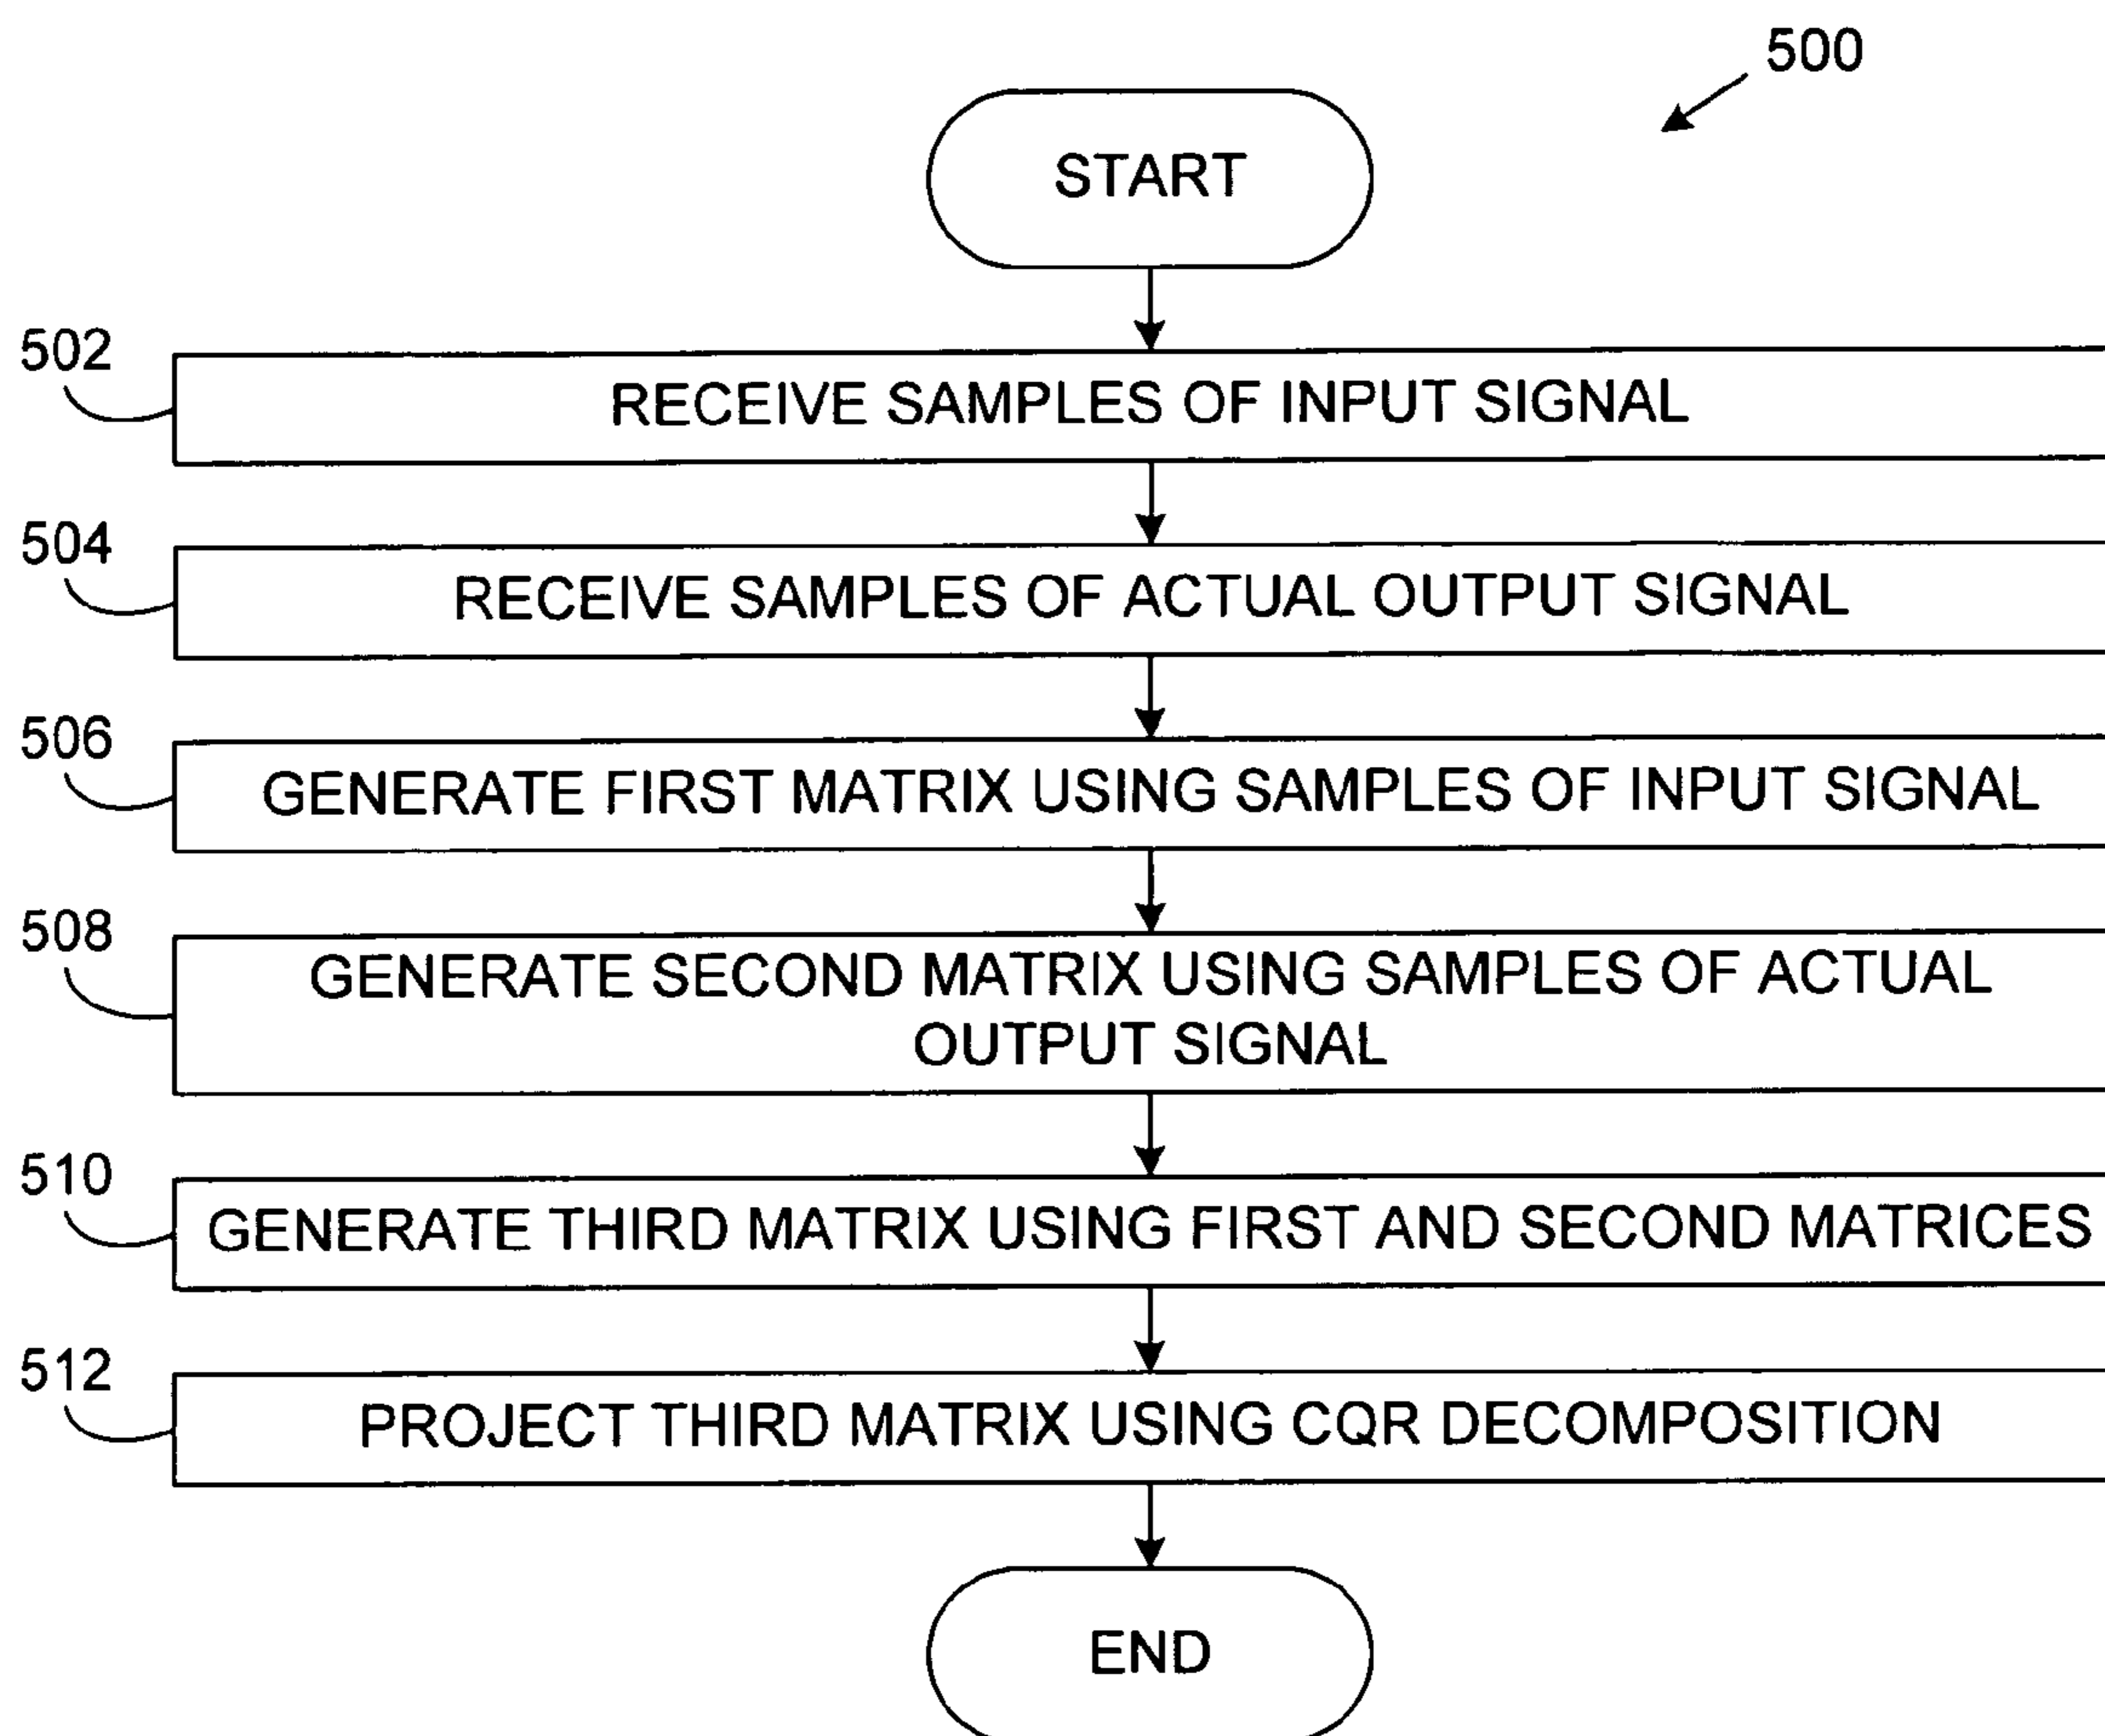 500
START
502
RECEIVE SAMPLES OF INPUT SIGNAL
504
RECEIVE SAMPLES OF ACTUAL OUTPUT SIGNAL
506
GENERATE FIRST MATRIX USING SAMPLES OF INPUT SIGNAL
508
GENERATE SECOND MATRIX USING SAMPLES OF ACTUAL
OUTPUT SIGNAL
510
GENERATE THIRD MATRIX USING FIRST AND SECOND MATRICES
512
PROJECT THIRD MATRIX USING CQR DECOMPOSITION
END